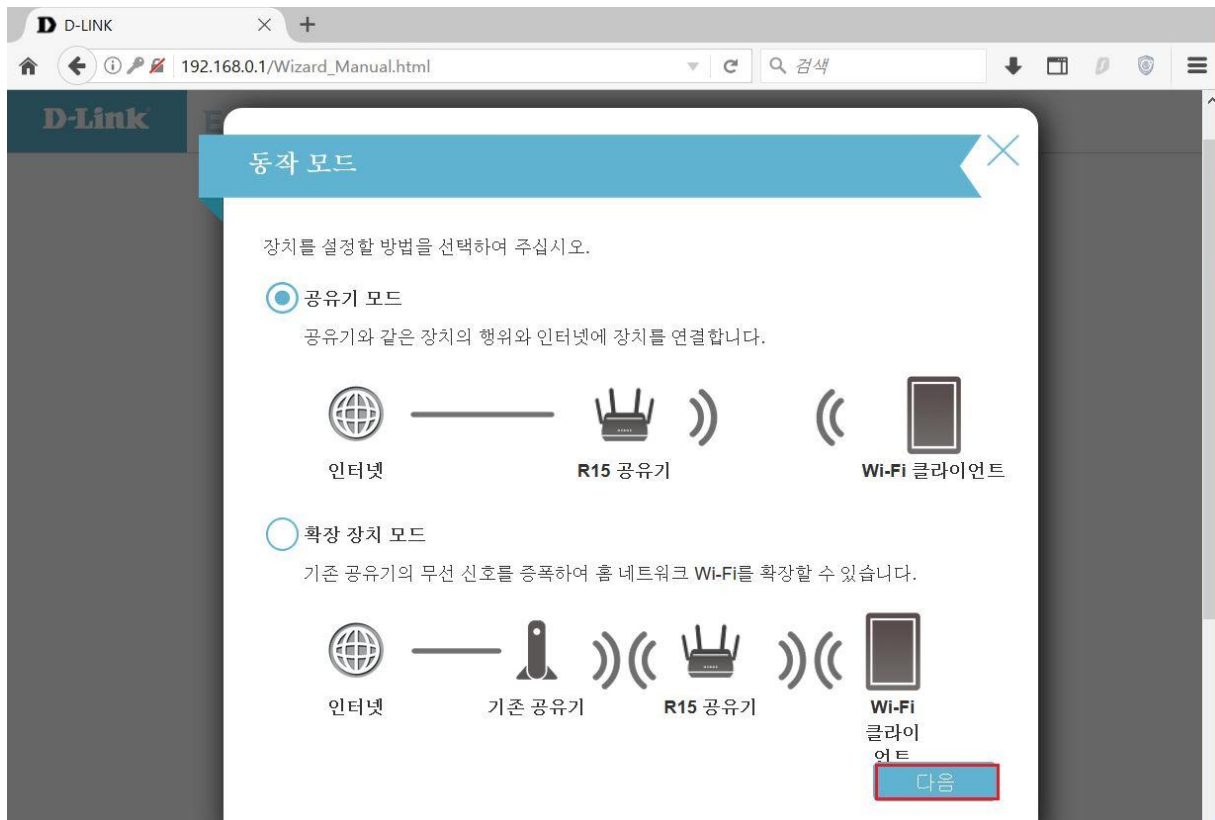 D D-LINK
192.168.0.1/Wizard_Manual.html
검색
D-Link
E
동작 모드
장치를 설정할 방법을 선택하여 주십시오.
공유기 모드
공유기와 같은 장치의 행위와 인터넷에 장치를 연결합니다.
인터넷 R15 공유기 Wi-Fi 클라이언트
확장 장치 모드
기존 공유기의 무선 신호를 증폭하여 홈 네트워크 Wi-Fi를 확장할 수 있습니다.
인터넷 기존 공유기 R15 공유기 Wi-Fi
클라이
언트
다음